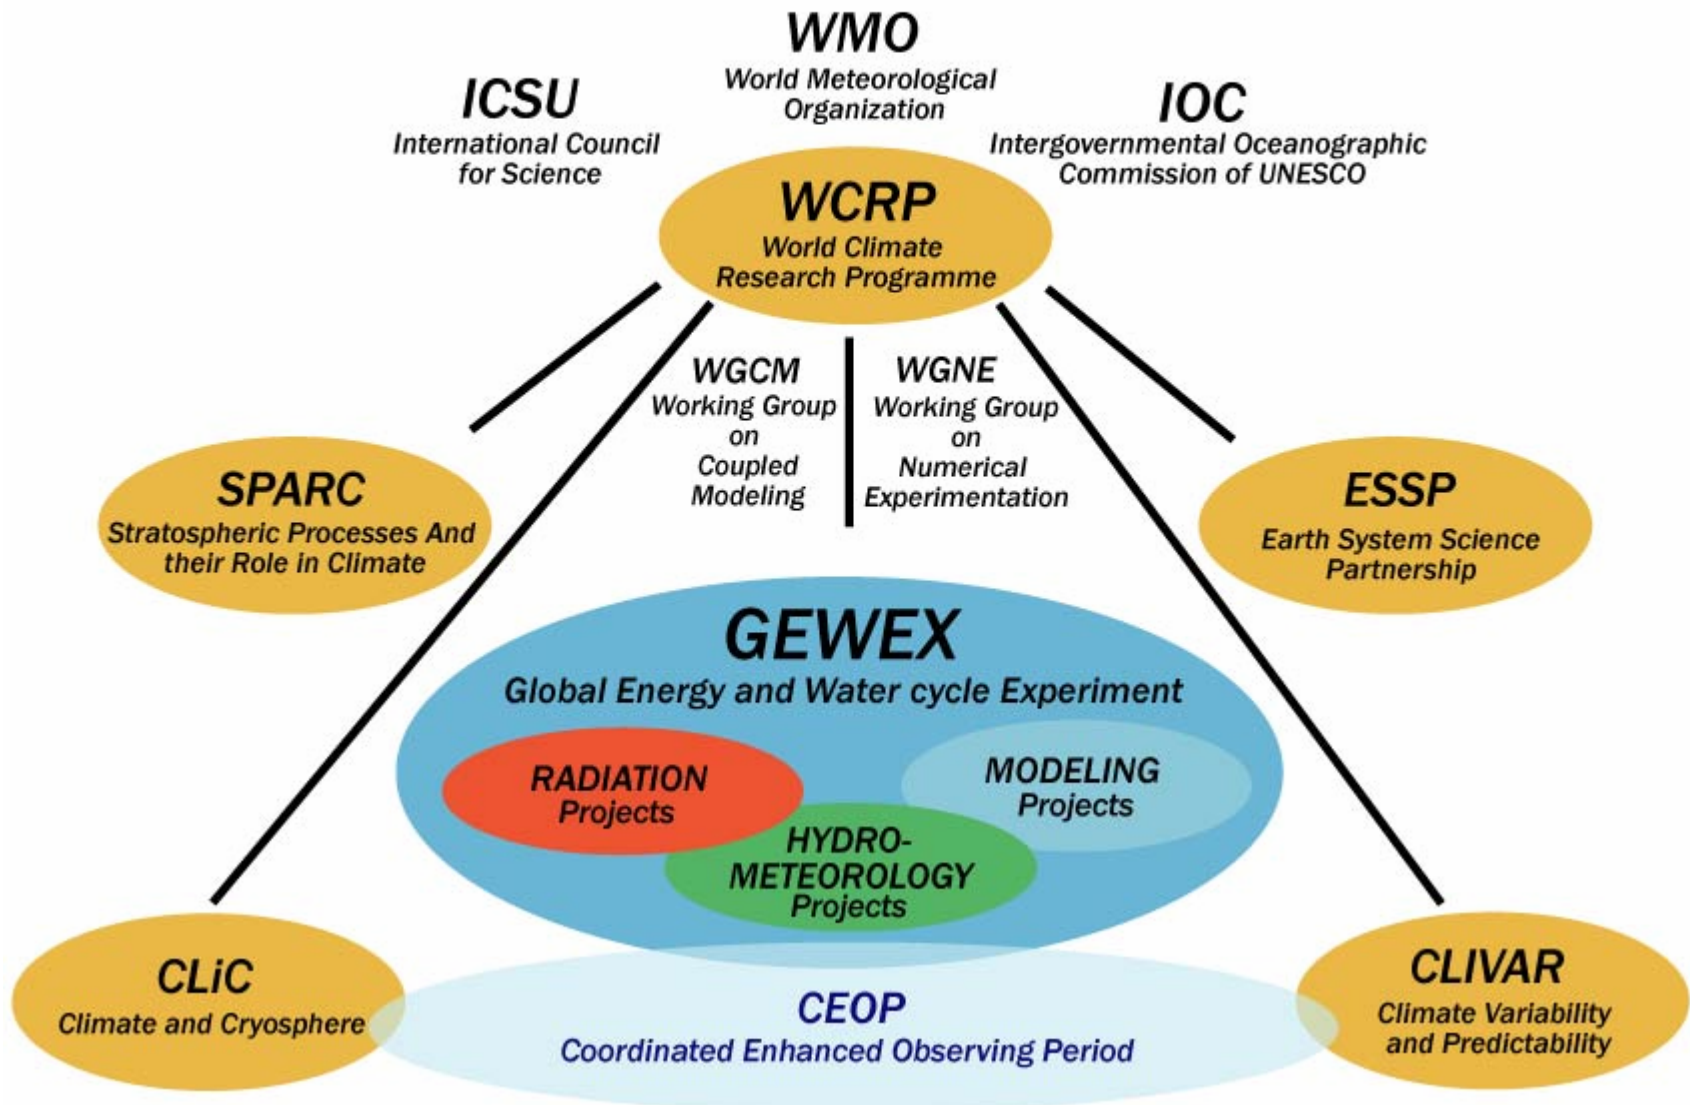 WMO
World Meteorological
Organization
ICSU
International Council
for Science
IOC
Intergovernmental Oceanographic
Commission of UNESCO
WCRP
World Climate
Research Programme
WGCM
Working Group
on
Coupled
Modeling
WGNE
Working Group
on
Numerical
Experimentation
SPARC
Stratospheric Processes And
their Role in Climate
ESSP
Earth System Science
Partnership
GEWEX
Global Energy and Water cycle Experiment
RADIATION
Projects
MODELING
Projects
HYDRO-
METEOROLOGY
Projects
CLiC
Climate and Cryosphere
CEOP
Coordinated Enhanced Observing Period
CLIVAR
Climate Variability
and Predictability